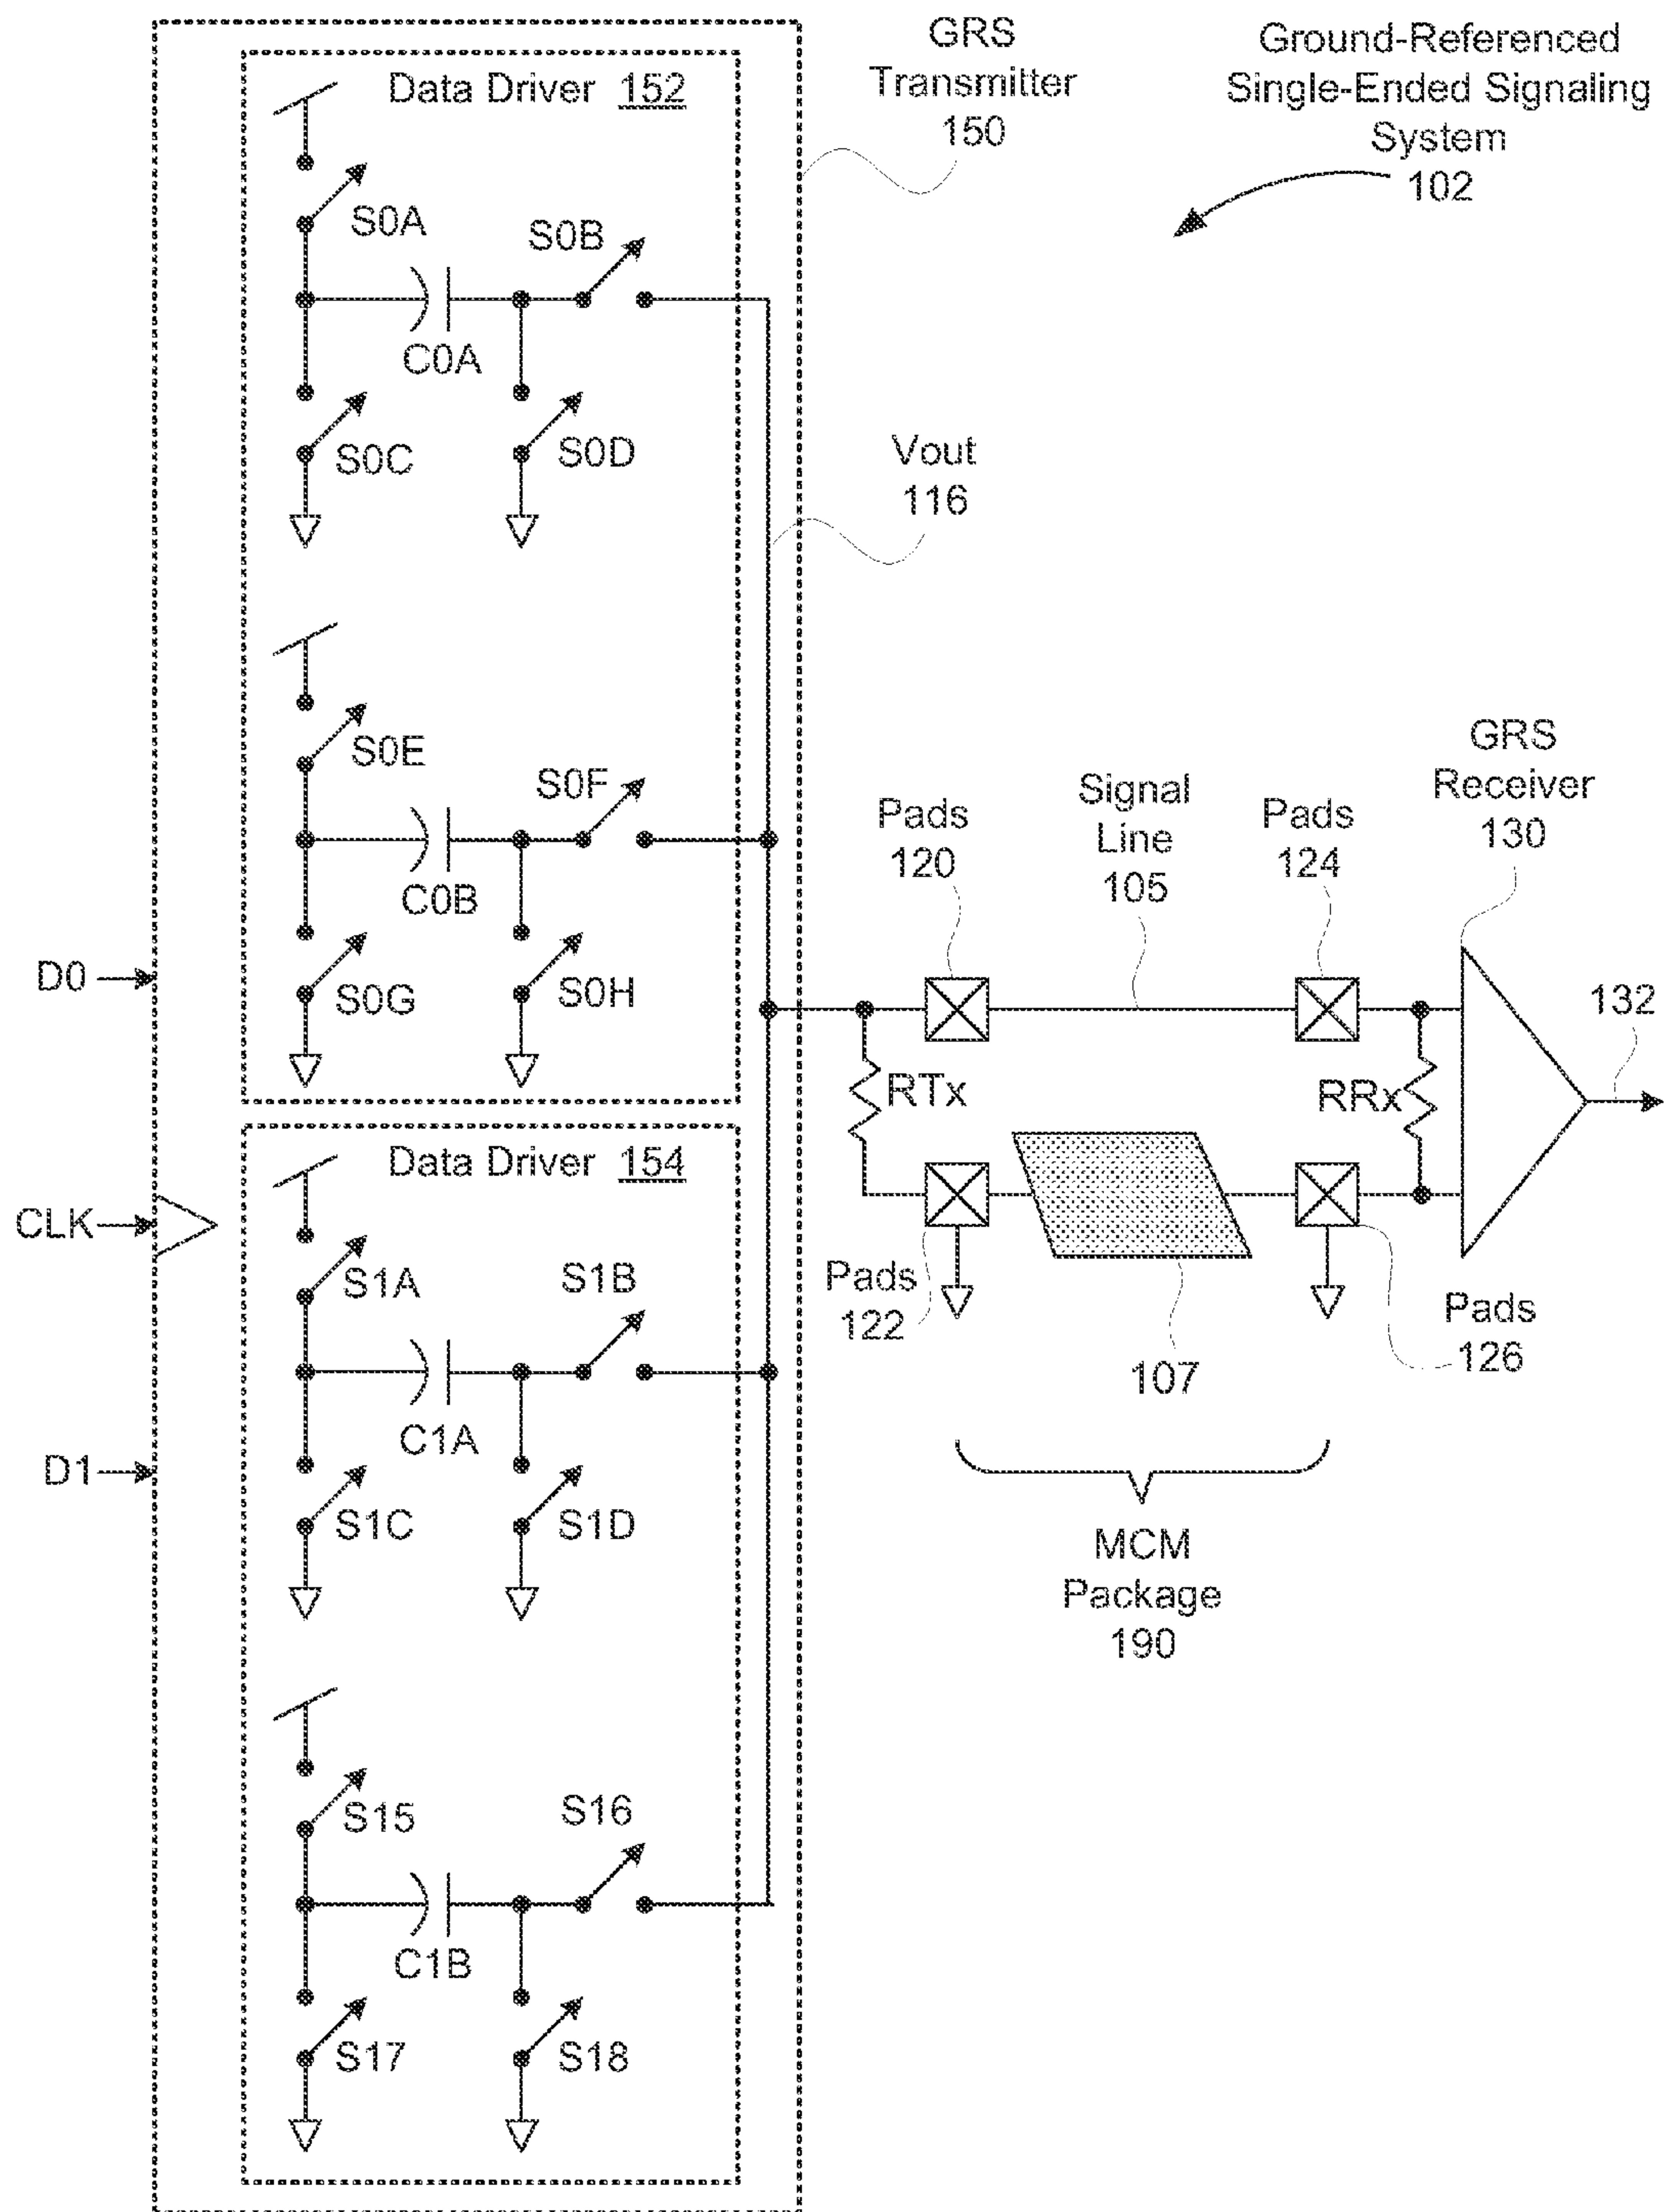 GRS
Transmitter
150
Ground-Referenced
Single-Ended Signaling
System
102
Data Driver 152
S0A
S0B
C0A
S0C
S0D
Vout
116
S0E
S0F
C0B
S0G
S0H
D0
GRS
Receiver
130
Pads
120
Signal
Line
105
Pads
124
132
RTx
RRx
Data Driver 154
CLK
S1A
S1B
C1A
S1C
S1D
D1
Pads
122
107
Pads
126
MCM
Package
190
S15
S16
C1B
S17
S18